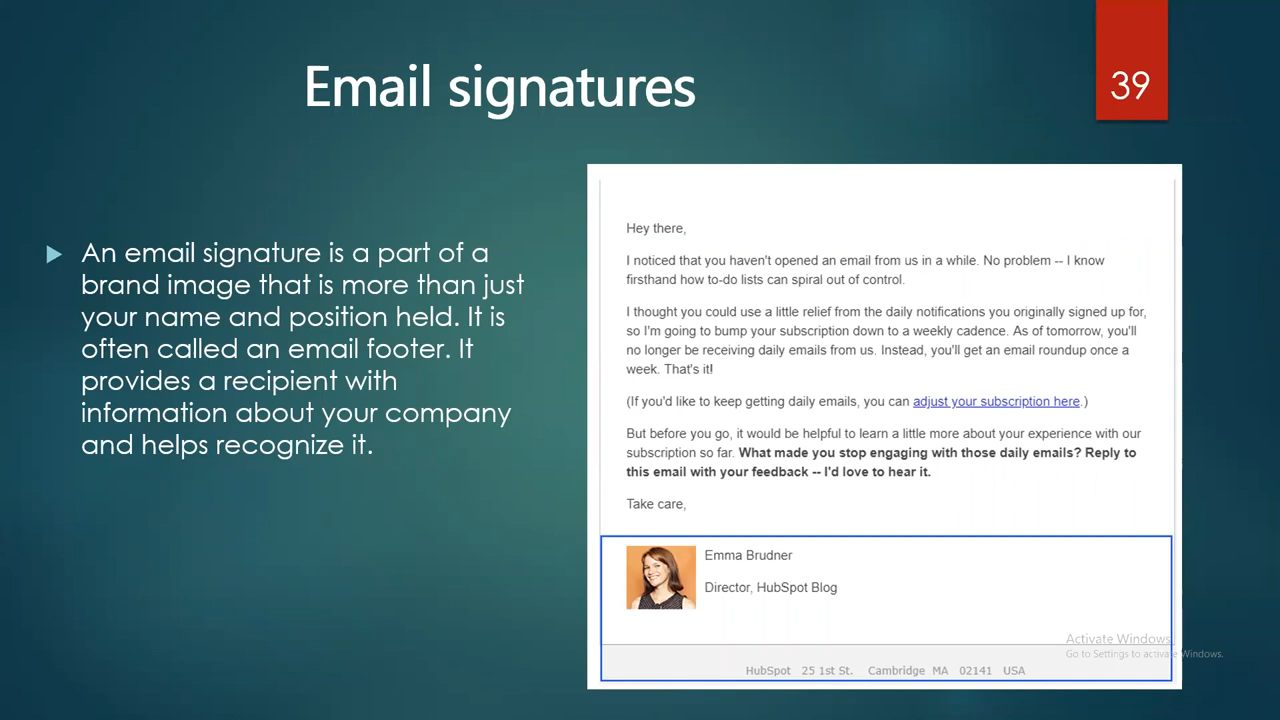 Email signatures
39
An email signature is a part of a
brand image that is more than just
your name and position held. It is
often called an email footer. It
provides a recipient with
information about your company
and helps recognize it.
Hey there,
I noticed that you haven't opened an email from us in a while. No problem -- I know
firsthand how to-do lists can spiral out of control.
I thought you could use a little relief from the daily notifications you originally signed up for,
so I'm going to bump your subscription down to a weekly cadence. As of tomorrow, you'll
no longer be receiving daily emails from us. Instead, you'll get an email roundup once a
week. That's it!
(If you'd like to keep getting daily emails, you can adjust your subscription here.)
But before you go, it would be helpful to learn a little more about your experience with our
subscription so far. What made you stop engaging with those daily emails? Reply to
this email with your feedback -- I'd love to hear it.
Take care,
Emma Brudner
Director, HubSpot Blog
Activate Windows
Go to Settings to activate Windows.
HubSpot 25 1st St. Cambridge MA 02141 USA